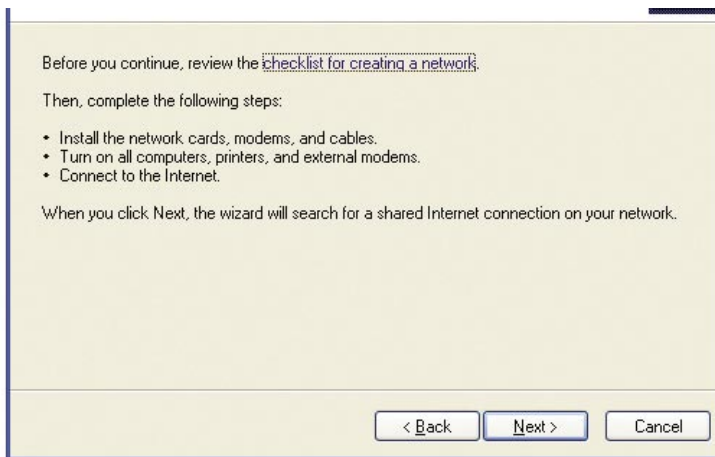 Before you continue, review the checklist for creating a network.
Then, complete the following steps:
• Install the network cards, modems, and cables.
• Turn on all computers, printers, and external modems.
• Connect to the Internet.
When you click Next, the wizard will search for a shared Internet connection on your network.
< Back Next > Cancel